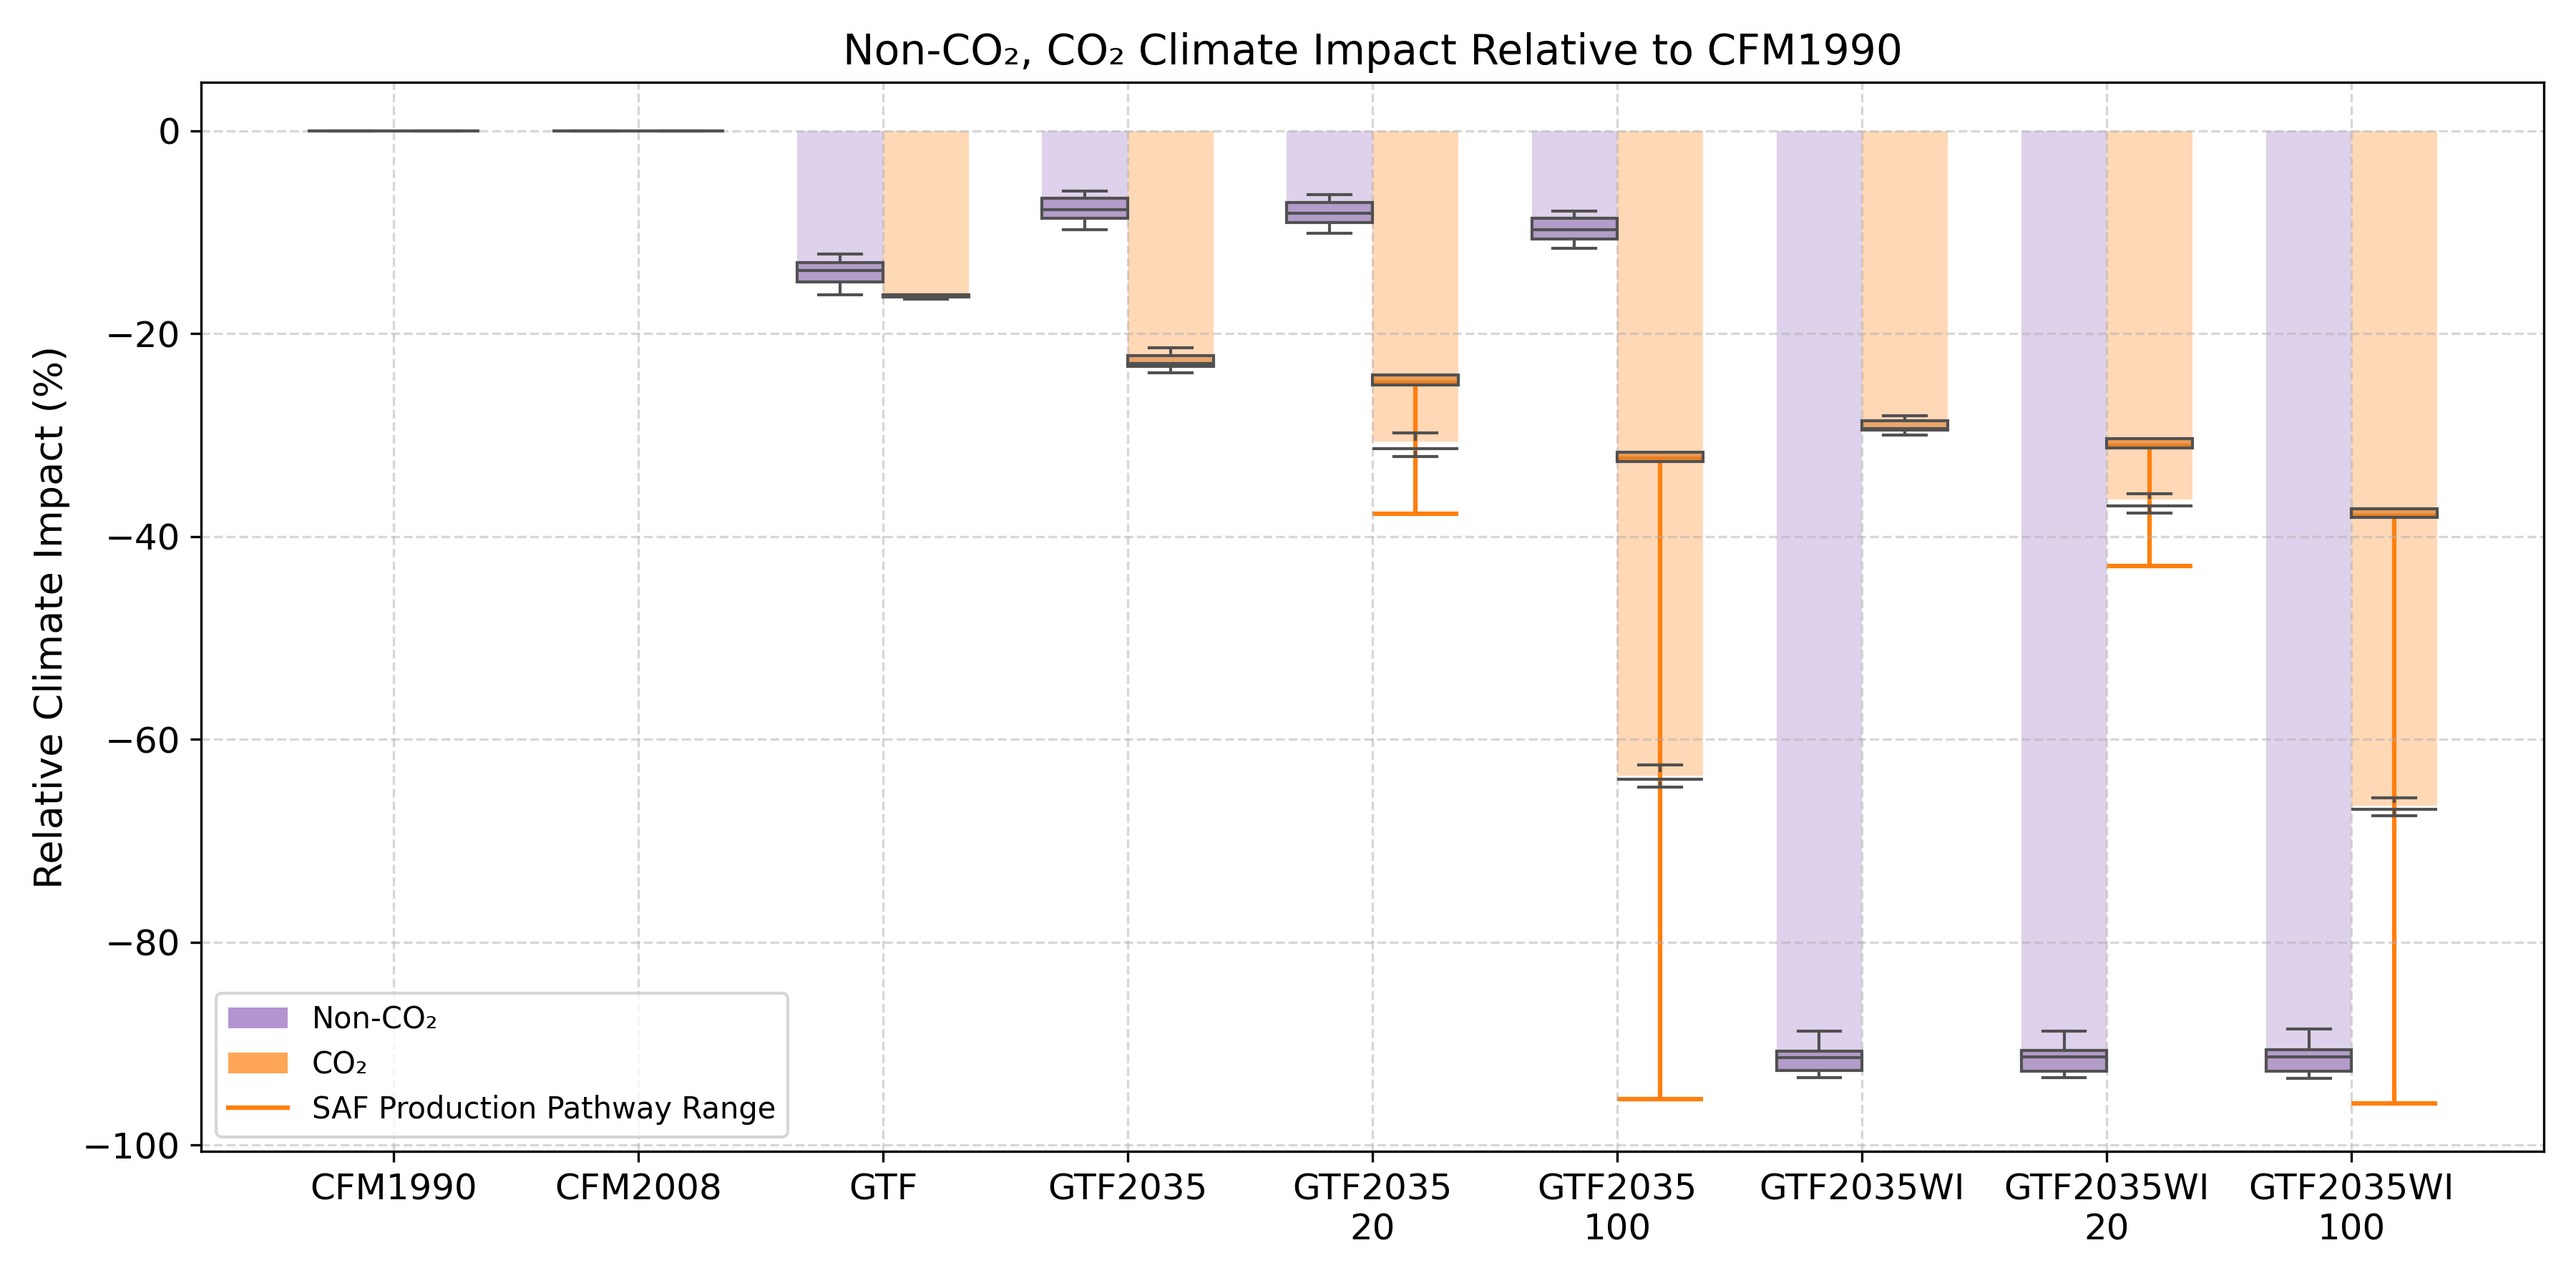 Non-CO₂, CO₂ Climate Impact Relative to CFM1990
Relative Climate Impact (%)
0
−20
−40
−60
−80
−100
Non-CO₂
CO₂
SAF Production Pathway Range
CFM1990
CFM2008
GTF
GTF2035
GTF2035
20
GTF2035
100
GTF2035WI
GTF2035WI
20
GTF2035WI
100